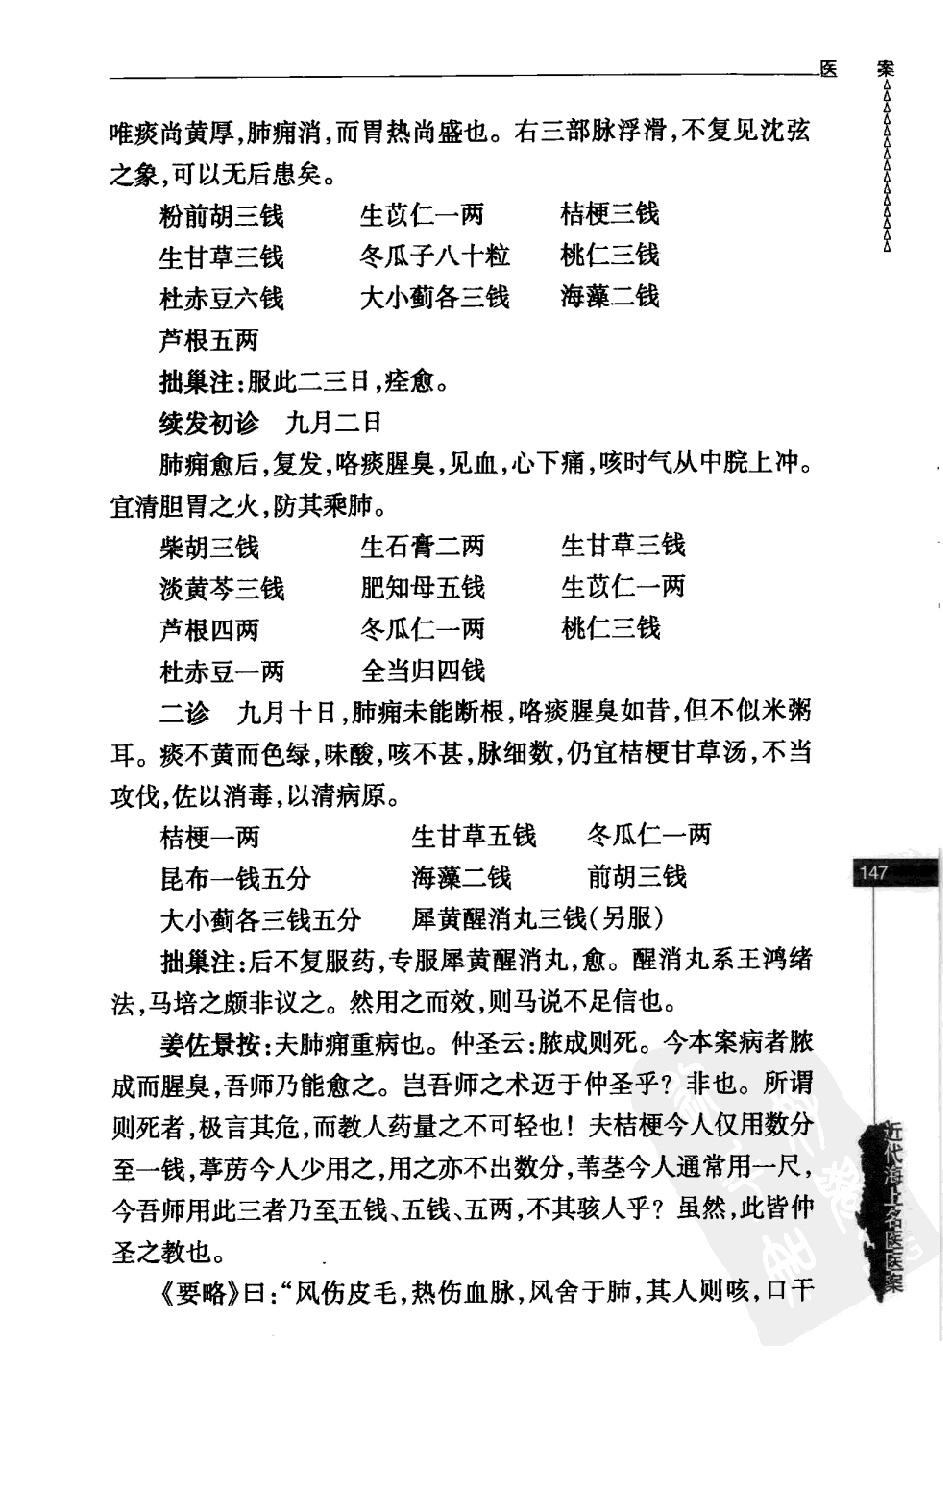 医 案
唯痰尚黄厚,肺痈消,而胃热尚盛也。右三部脉浮滑,不复见沈弦
之象,可以无后患矣。
粉前胡三钱 生苡仁一两 桔梗三钱
生甘草三钱 冬瓜子八十粒 桃仁三钱
杜赤豆六钱 大小蓟各三钱 海藻二钱
芦根五两
拙巢注:服此二三日,痊愈。
续发初诊 九月二日
肺痈愈后,复发,咯痰腥臭,见血,心下痛,咳时气从中脘上冲。
宜清胆胃之火,防其乘肺。
柴胡三钱 生石膏二两 生甘草三钱
淡黄芩三钱 肥知母五钱 生苡仁一两
芦根四两 冬瓜仁一两 桃仁三钱
杜赤豆一两 全当归四钱
二诊 九月十日,肺痈未能断根,咯痰腥臭如昔,但不似米粥
耳。痰不黄而色绿,味酸,咳不甚,脉细数,仍宜桔梗甘草汤,不当
攻伐,佐以消毒,以清病原。
桔梗一两 生甘草五钱 冬瓜仁一两
昆布一钱五分 海藻二钱 前胡三钱
大小蓟各三钱五分 犀黄醒消丸三钱(另服)
拙巢注:后不复服药,专服犀黄醒消丸,愈。醒消丸系王鸿绪
法,马培之颇非议之。然用之而效,则马说不足信也。
姜佐景按:夫肺痈重病也。仲圣云:脓成则死。今本案病者脓
成而腥臭,吾师乃能愈之。岂吾师之术迈于仲圣乎?非也。所谓
则死者,极言其危,而教人药量之不可轻也!夫桔梗今人仅用数分
至一钱,葶苈今人少用之,用之亦不出数分,苇茎今人通常用一尺,
今吾师用此三者乃至五钱、五钱、五两,不其骇人乎?虽然,此皆仲
圣之教也。
《要略》曰:“风伤皮毛,热伤血脉,风舍于肺,其人则咳,口干
147
近代海上名医医案